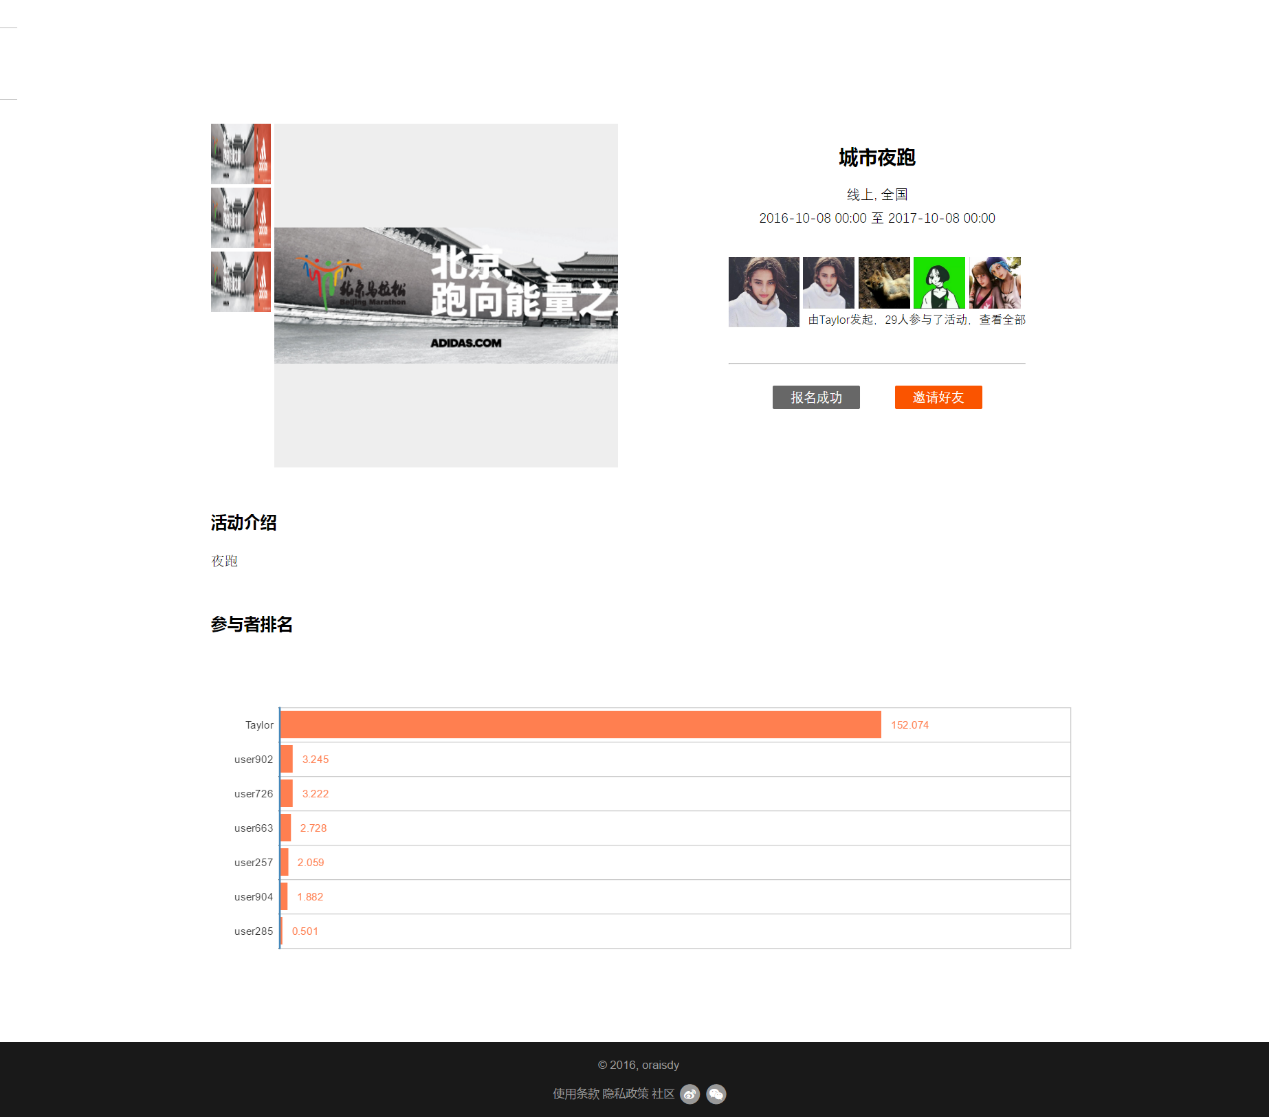 北京.
跑向能量之
北京马拉松
Beijing Marathon
ADIDAS.COM
城市夜跑
线上, 全国
2016-10-08 00:00 至 2017-10-08 00:00
由Taylor发起，29人参与了活动，查看全部
报名成功
邀请好友
活动介绍
夜跑
参与者排名
Taylor 152.074
user902 3.245
user726 3.222
user663 2.728
user257 2.059
user904 1.882
user285 0.501
© 2016, oraisdy
使用条款 隐私政策 社区